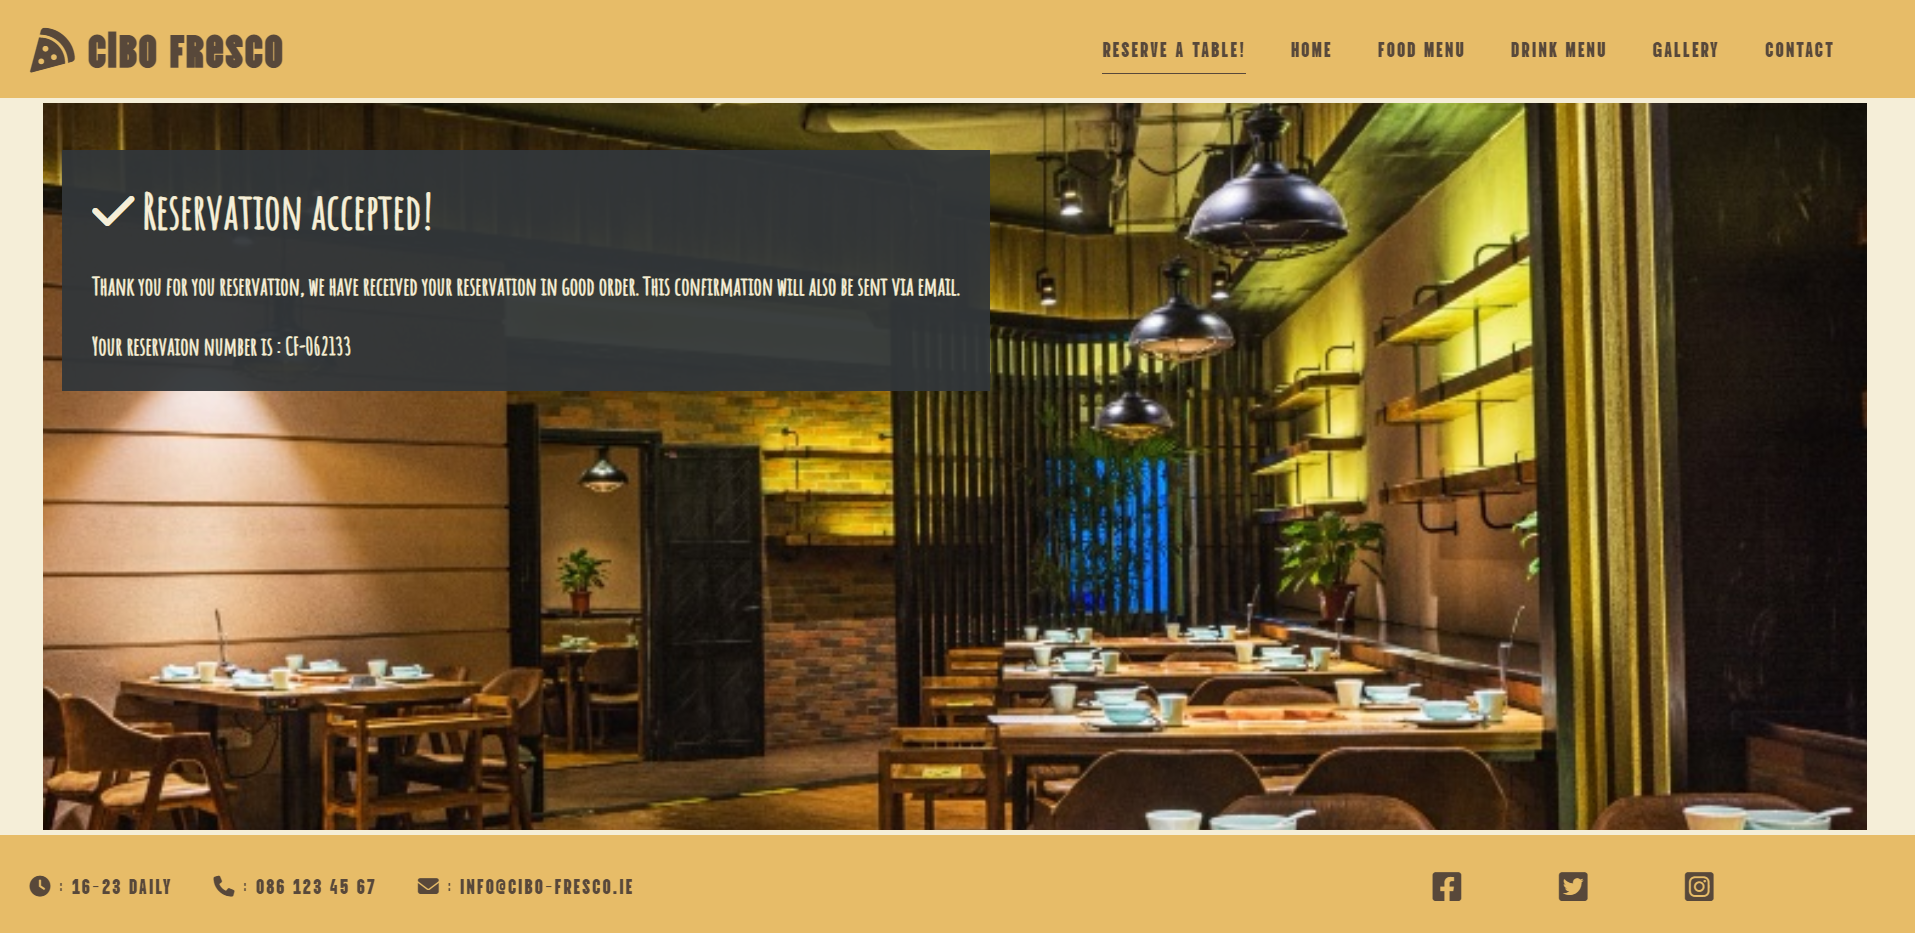 CIBO FRESCO
RESERVE A TABLE! HOME FOOD MENU DRINK MENU GALLERY CONTACT
Reservation accepted!
Thank you for you reservation, we have received your reservation in good order. This confirmation will also be sent via email.
Your reservaion number is : CF-062133
: 16-23 DAILY : 086 123 45 67 : INFO@CIBO-FRESCO.IE